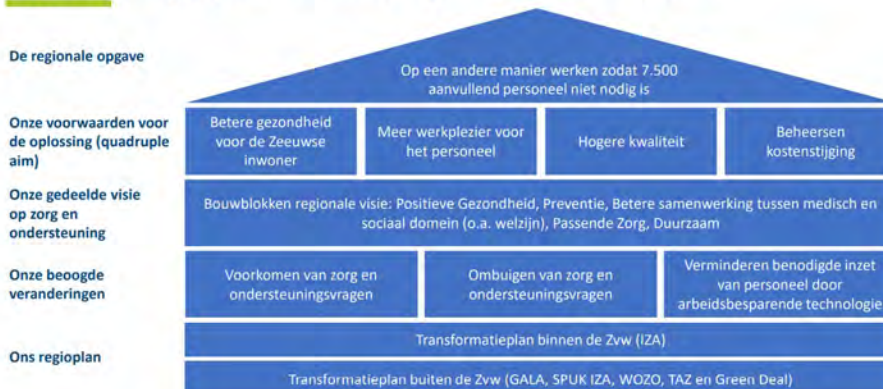 De regionale opgave
Op een andere manier werken zodat 7.500
aanvullend personeel niet nodig is
Onze voorwaarden voor
de oplossing (quadruple
aim)
Betere gezondheid
voor de Zeeuwse
inwoner
Meer werkplezier voor
het personeel
Hogere kwaliteit
Beheersen
kostenstijging
Onze gedeelde visie
op zorg en
ondersteuning
Bouwblokken regionale visie: Positieve Gezondheid, Preventie, Betere samenwerking tussen medisch en
sociaal domein (o.a. welzijn), Passende Zorg, Duurzaam
Onze beoogde
veranderingen
Voorkomen van zorg en
ondersteuningsvragen
Ombuigen van zorg en
ondersteuningsvragen
Verminderen benodigde inzet
van personeel door
arbeidsbesparende technologie
Ons regioplan
Transformatieplan binnen de Zvw (IZA)
Transformatieplan buiten de Zvw (GALA, SPUK IZA, WOZO, TAZ en Green Deal)